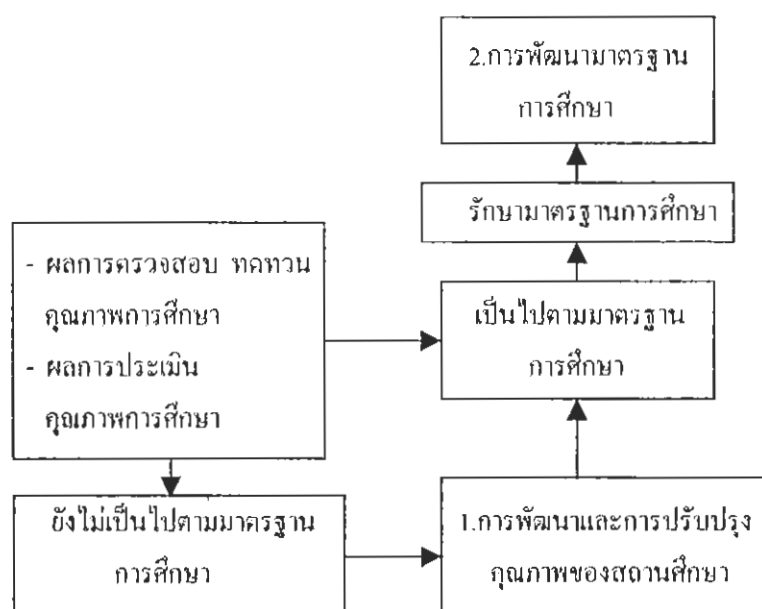 2.การพัฒนามาตรฐาน
การศึกษา
รักษามาตรฐานการศึกษา
- ผลการตรวจสอบ ทดทวน
คุณภาพการศึกษา
- ผลการประเมิน
คุณภาพการศึกษา
เป็นไปตามมาตรฐาน
การศึกษา
ยังไม่เป็นไปตามมาตรฐาน
การศึกษา
1.การพัฒนาและการปรับปรุง
คุณภาพของสถานศึกษา